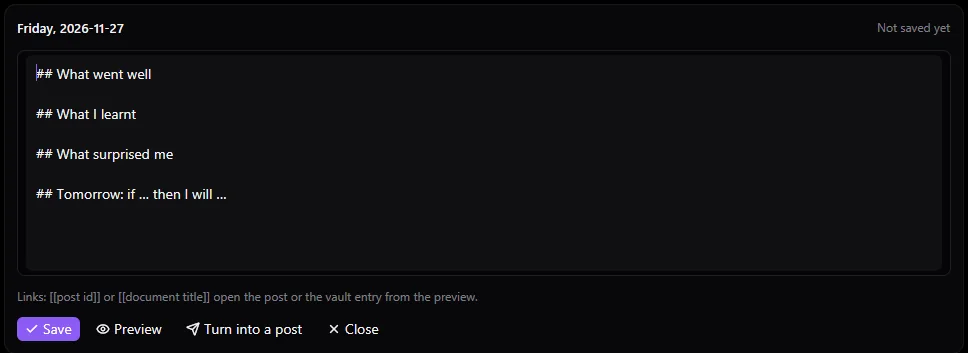 Friday, 2026-11-27
Not saved yet
## What went well
## What I learnt
## What surprised me
## Tomorrow: if ... then I will ...
Links: [[post id]] or [[document title]] open the post or the vault entry from the preview.
Save Preview Turn into a post Close